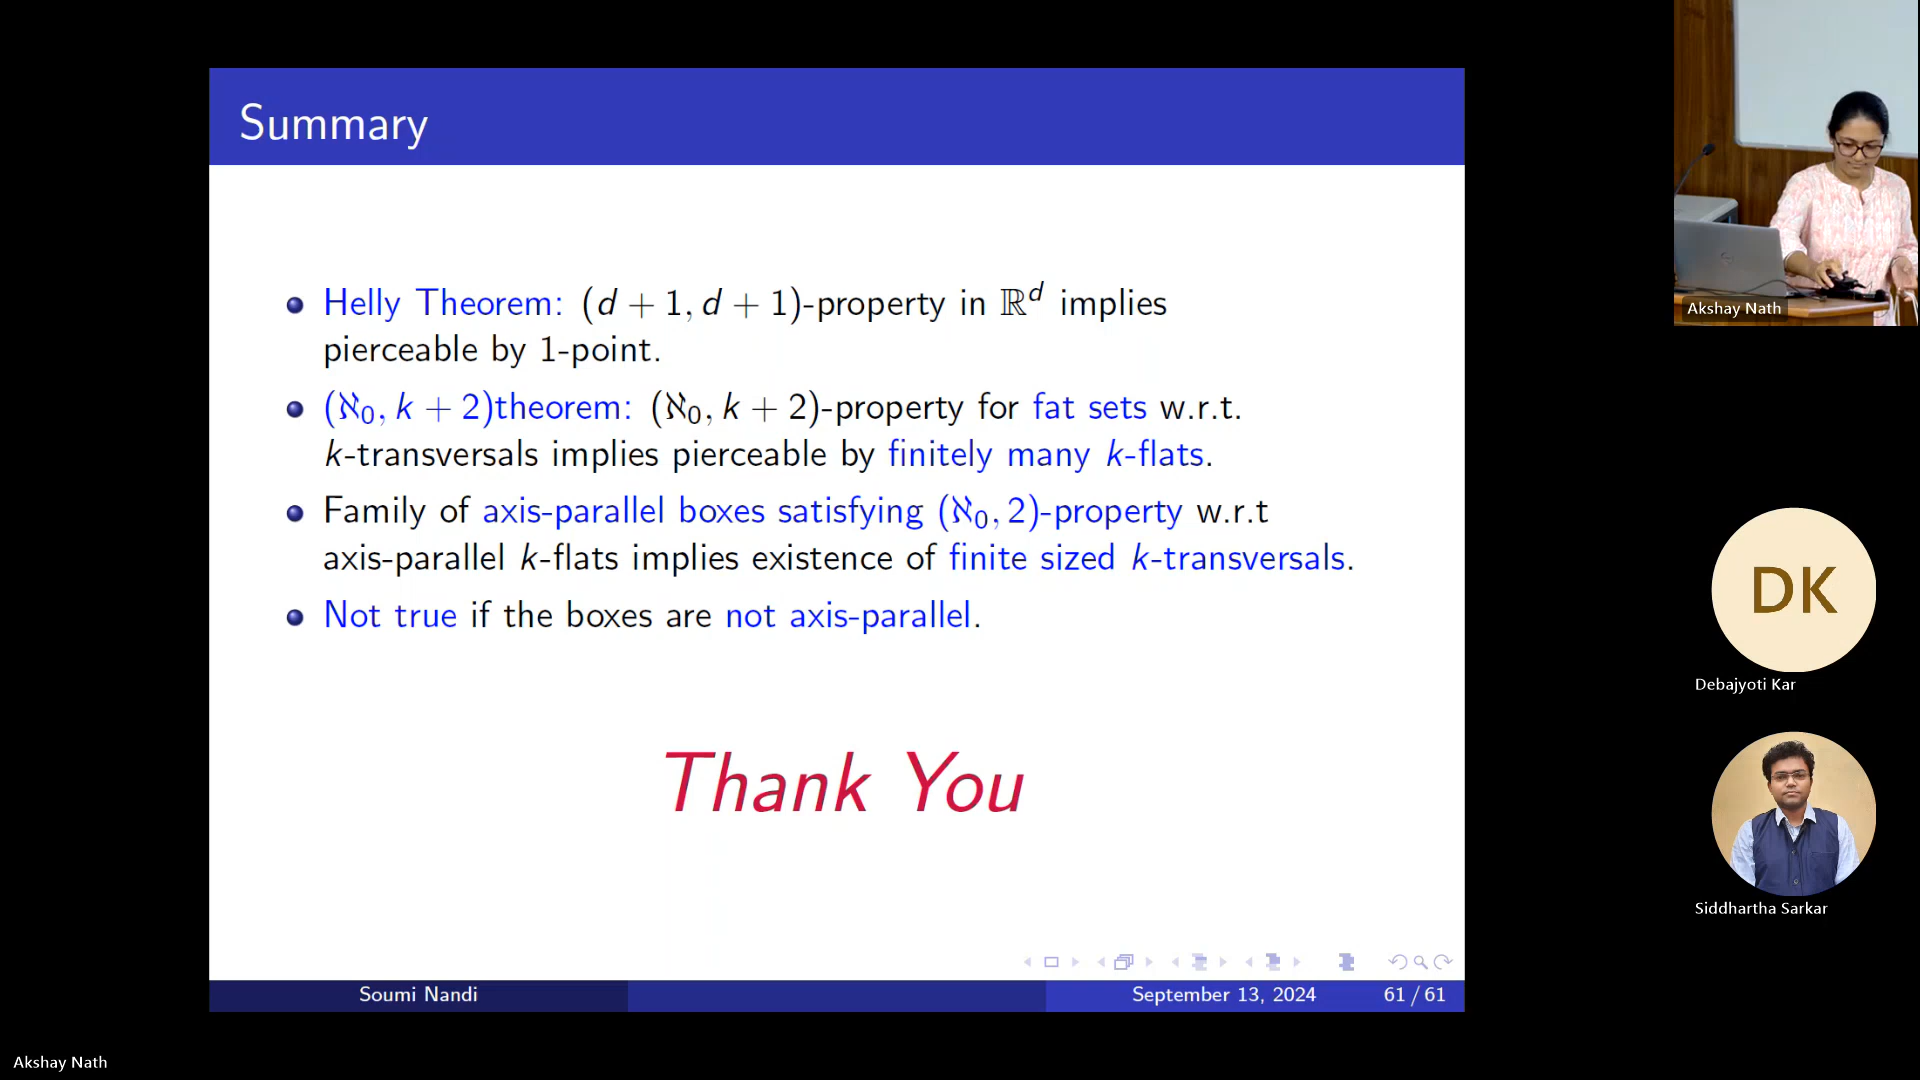 Summary
Helly Theorem: (d + 1, d + 1)-property in ℝᵈ implies
pierceable by 1-point.
(ℵ₀, k + 2)theorem: (ℵ₀, k + 2)-property for fat sets w.r.t.
k-transversals implies pierceable by finitely many k-flats.
Family of axis-parallel boxes satisfying (ℵ₀, 2)-property w.r.t
axis-parallel k-flats implies existence of finite sized k-transversals.
Not true if the boxes are not axis-parallel.
Thank You
Soumi Nandi
September 13, 2024
61 / 61
Akshay Nath
DK
Debajyoti Kar
Siddhartha Sarkar
Akshay Nath